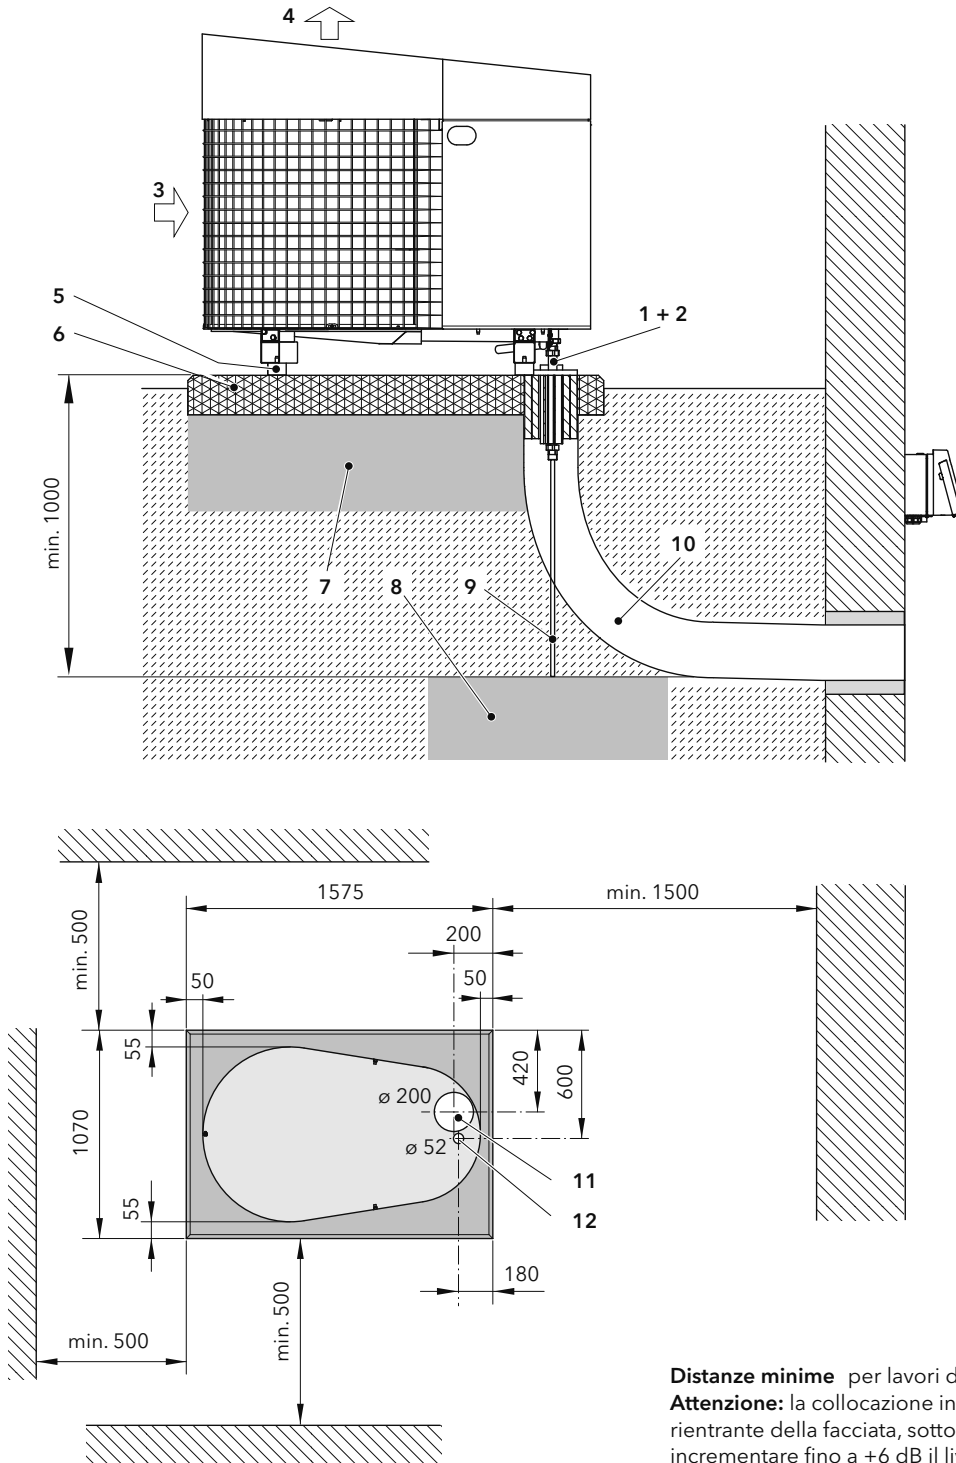 4
3
5
1 + 2
6
min. 1000
10
7
8
9
1575
min. 1500
min. 500
200
50
50
55
420
600
ø 200
1070
ø 52
11
55
12
180
min. 500
min. 500
Distanze minime per lavori d
Attenzione: la collocazione in
rientrante della facciata, sotto
incrementare fino a +6 dB il li